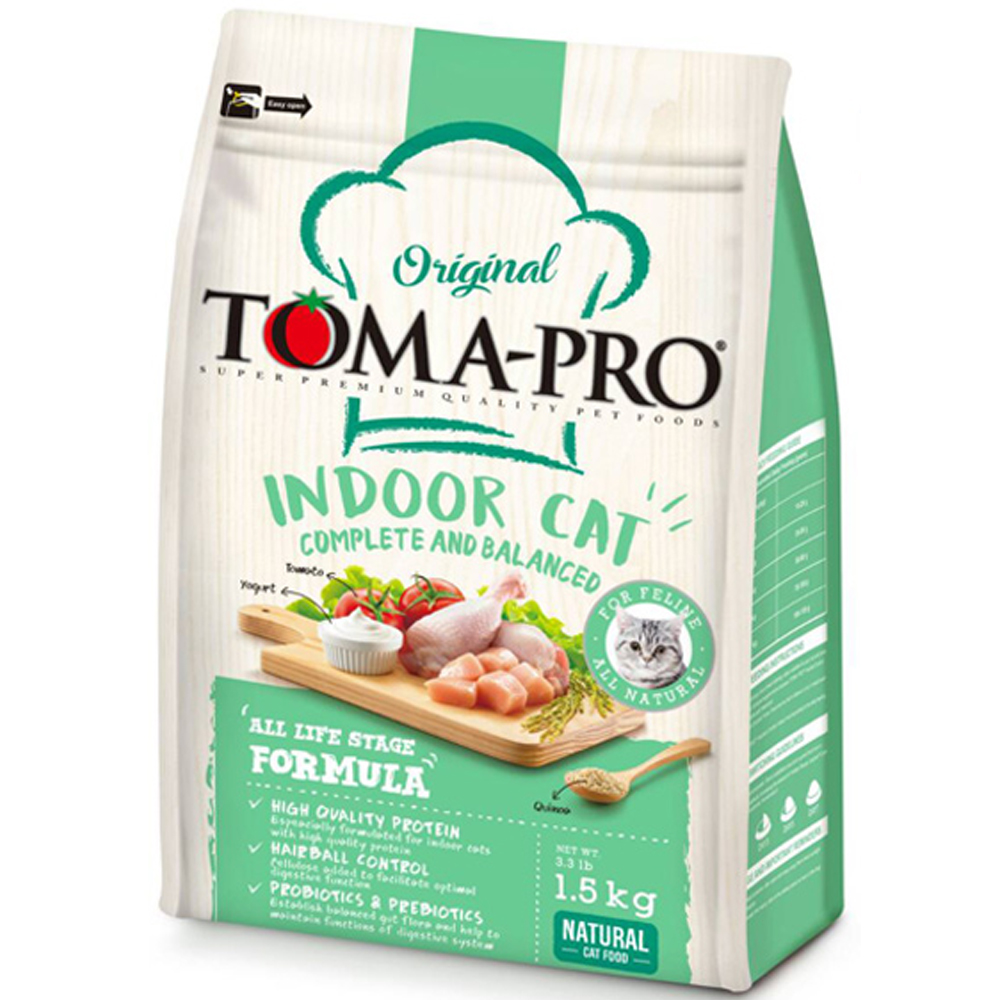 Easy open
Original
TOMA-PRO®
SUPER PREMIUM QUALITY PET FOODS
INDOOR CAT
COMPLETE AND BALANCED
Tomato
Yogurt
FOR FELINE
ALL NATURAL
ALL LIFE STAGE
FORMULA
HIGH QUALITY PROTEIN
Especially formulated for indoor cats
with high quality protein
HAIRBALL CONTROL
Cellulose added to facilitate optimal
digestive function
PROBIOTICS & PREBIOTICS
Establish balanced gut flora and help to
maintain functions of digestive system
Quinoa
NET WT.
3.3 lb
1.5 kg
NATURAL
CAT FOOD
FEEDING GUIDE